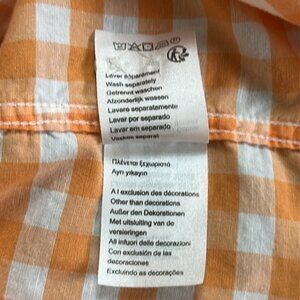 Laver séparément
Wash separately
Getrennt waschen
Afzonderlijk wassen
Lavare separatamente
Lavar por separado
Lavar em separado
Πλένεται ξεχωριστά
Ayrı yıkayın
A l exclusion des décorations
Other than decorations
Außer den Dekorationen
Met uitsluiting van de
versieringen
All infuori delle decorazioni
Con exclusión de las
decoraciones
Excluindo as decorações